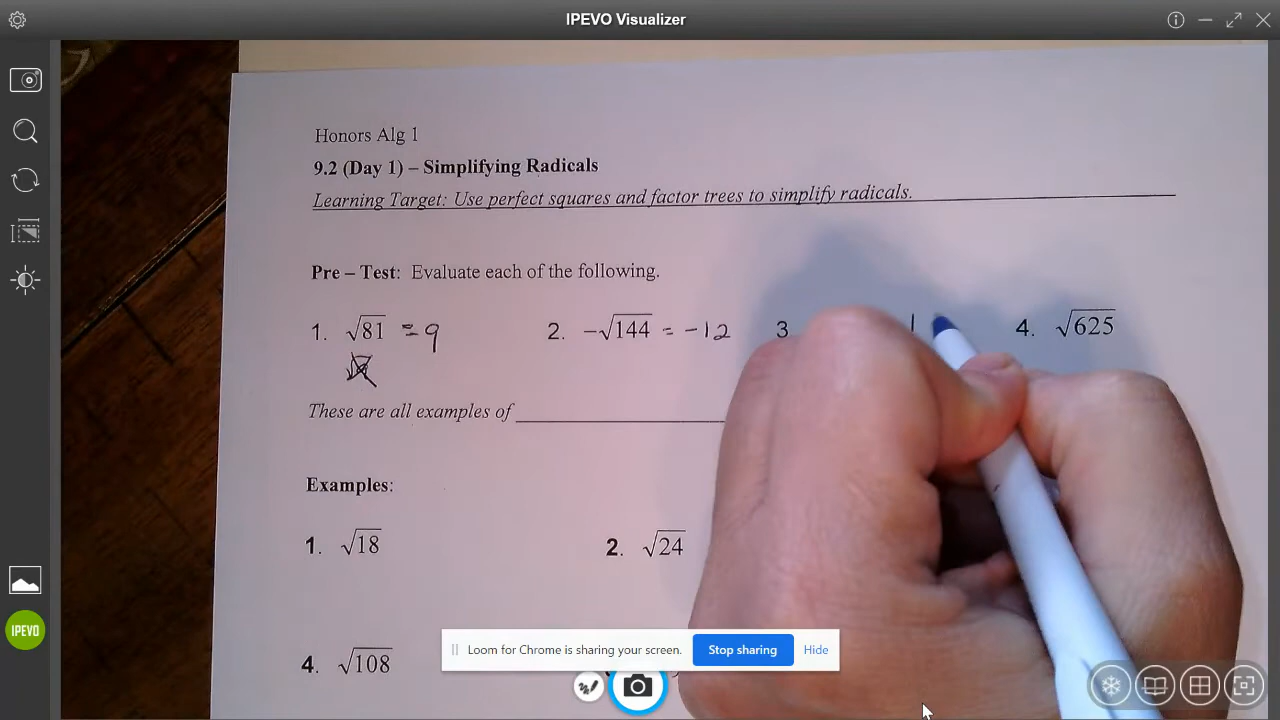 IPEVO Visualizer
Honors Alg 1
9.2 (Day 1) – Simplifying Radicals
Learning Target: Use perfect squares and factor trees to simplify radicals.
Pre – Test: Evaluate each of the following.
1. √81 = 9 2. −√144 = −12 3 1 4. √625
These are all examples of
Examples:
1. √18 2. √24
4. √108
Loom for Chrome is sharing your screen. Stop sharing Hide
IPEVO